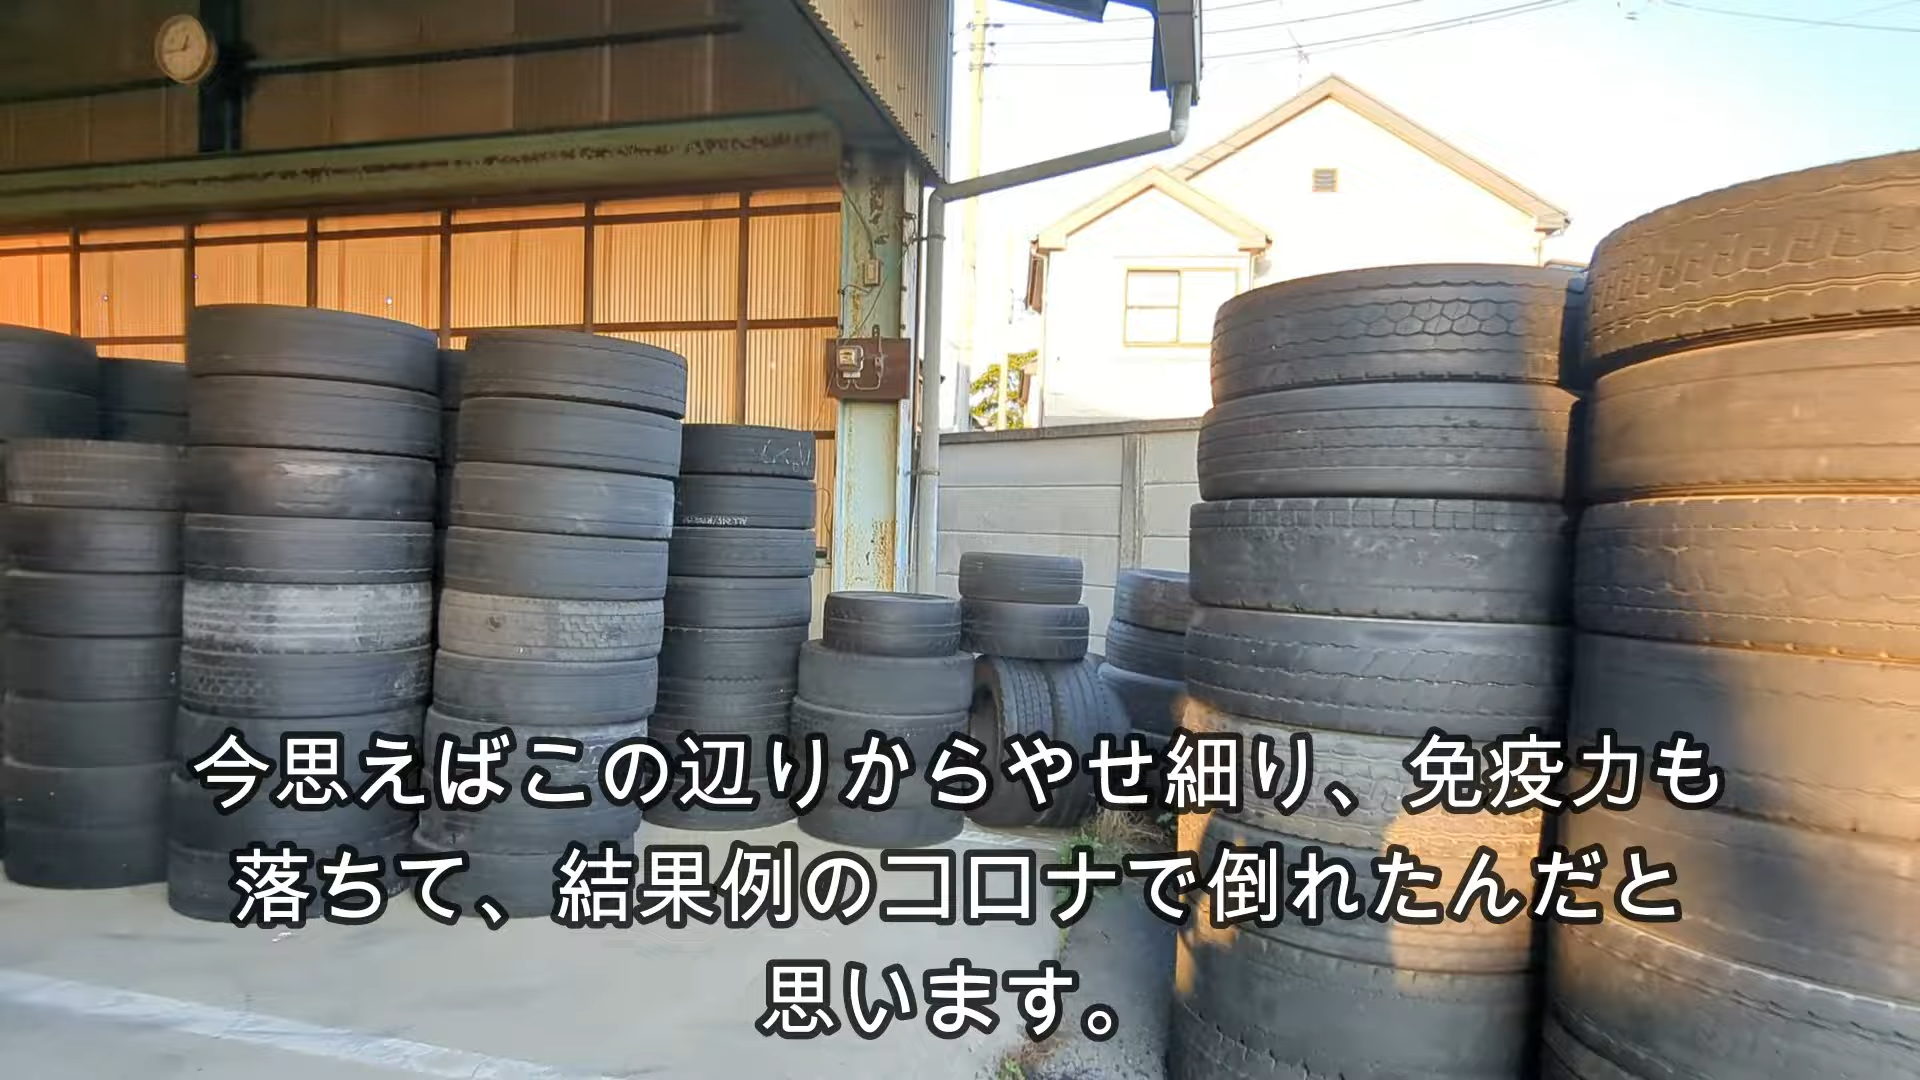 今思えばこの辺りからやせ細り、免疫力も
落ちて、結果例のコロナで倒れたんだと
思います。